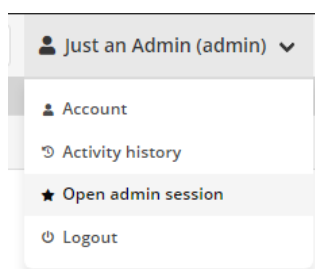 Just an Admin (admin)
Account
Activity history
Open admin session
Logout